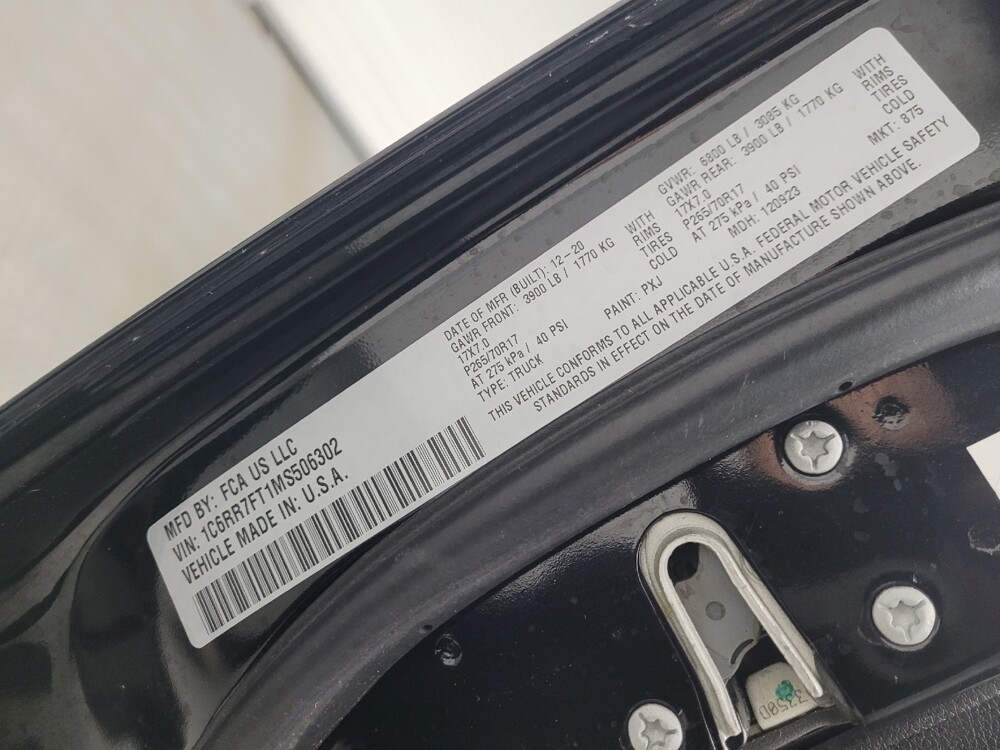 MFD BY: FCA US LLC
VIN: 1C6RR7FT1MS506302
VEHICLE MADE IN: U.S.A.
DATE OF MFR (BUILT): 12-20
GAWR FRONT: 3900 LB / 1770 KG WITH
17X7.0 RIMS
P265/70R17 TIRES
AT 275 kPa / 40 PSI COLD
TYPE: TRUCK PAINT: PXJ
GVWR: 6800 LB / 3085 KG
GAWR REAR: 3900 LB / 1770 KG WITH
17X7.0 RIMS
P265/70R17 TIRES
AT 275 kPa / 40 PSI COLD
MDH: 120923 MKT: 875
THIS VEHICLE CONFORMS TO ALL APPLICABLE U.S.A. FEDERAL MOTOR VEHICLE SAFETY
STANDARDS IN EFFECT ON THE DATE OF MANUFACTURE SHOWN ABOVE.